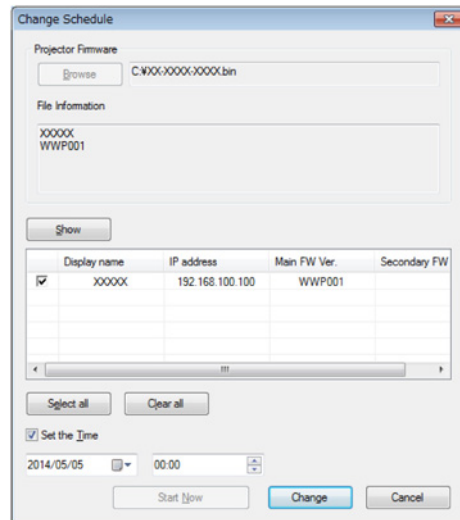 Change Schedule
Projector Firmware
Browse
C:¥XX-XXXX-XXXX.bin
File Information
XXXXX
WWP001
Show
Display name IP address Main FW Ver. Secondary FW
XXXXX 192.168.100.100 WWP001
Select all Clear all
Set the Time
2014/05/05 00:00
Start Now Change Cancel